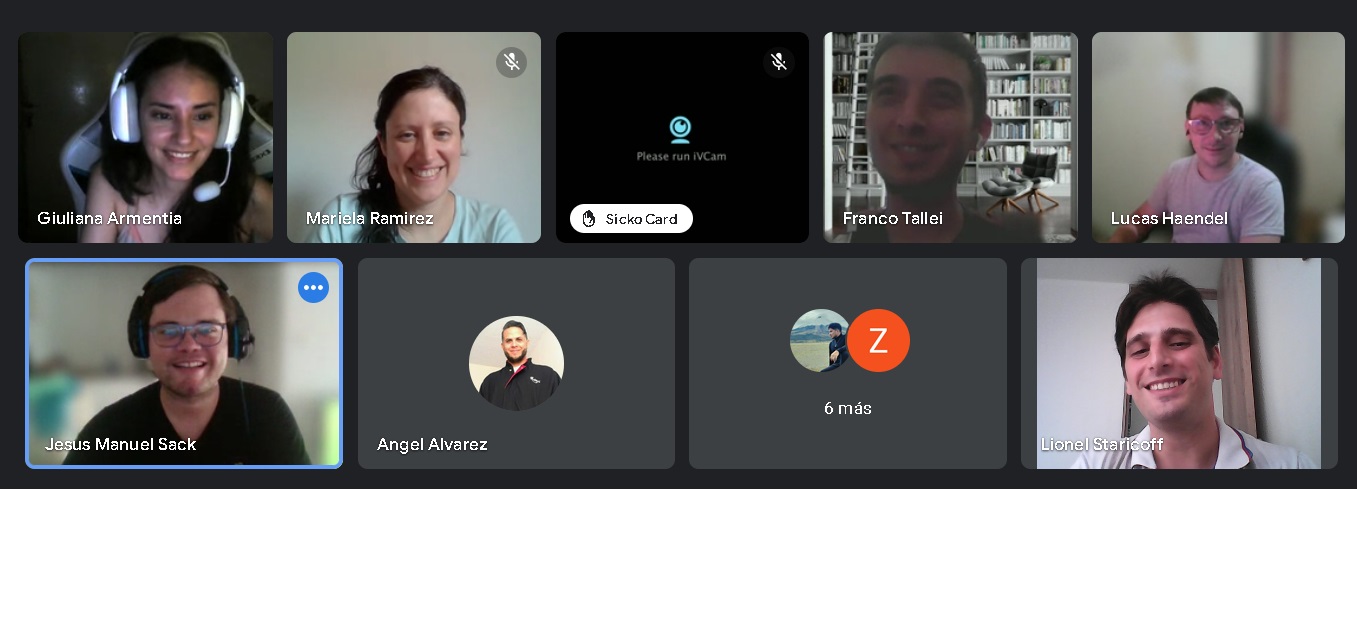 Giuliana Armentia
Mariela Ramirez
Please run iVCam
Sicko Card
Franco Tallei
Lucas Haendel
Jesus Manuel Sack
Angel Alvarez
Z
6 más
Lionel Staricoff